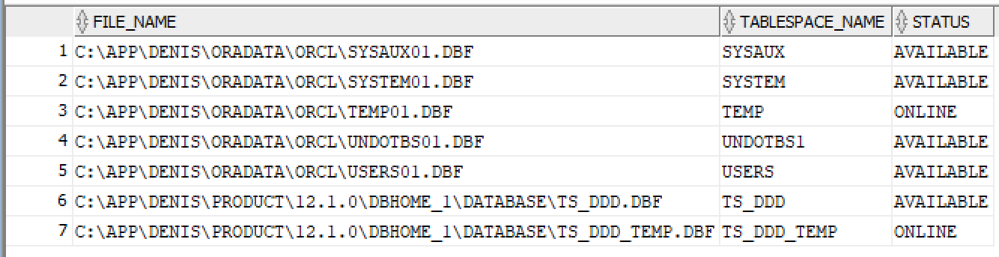 FILE_NAME TABLESPACE_NAME STATUS
1 C:\APP\DENIS\ORADATA\ORCL\SYSAUX01.DBF SYSAUX AVAILABLE
2 C:\APP\DENIS\ORADATA\ORCL\SYSTEM01.DBF SYSTEM AVAILABLE
3 C:\APP\DENIS\ORADATA\ORCL\TEMP01.DBF TEMP ONLINE
4 C:\APP\DENIS\ORADATA\ORCL\UNDOTBS01.DBF UNDOTBS1 AVAILABLE
5 C:\APP\DENIS\ORADATA\ORCL\USERS01.DBF USERS AVAILABLE
6 C:\APP\DENIS\PRODUCT\12.1.0\DBHOME_1\DATABASE\TS_DDD.DBF TS_DDD AVAILABLE
7 C:\APP\DENIS\PRODUCT\12.1.0\DBHOME_1\DATABASE\TS_DDD_TEMP.DBF TS_DDD_TEMP ONLINE